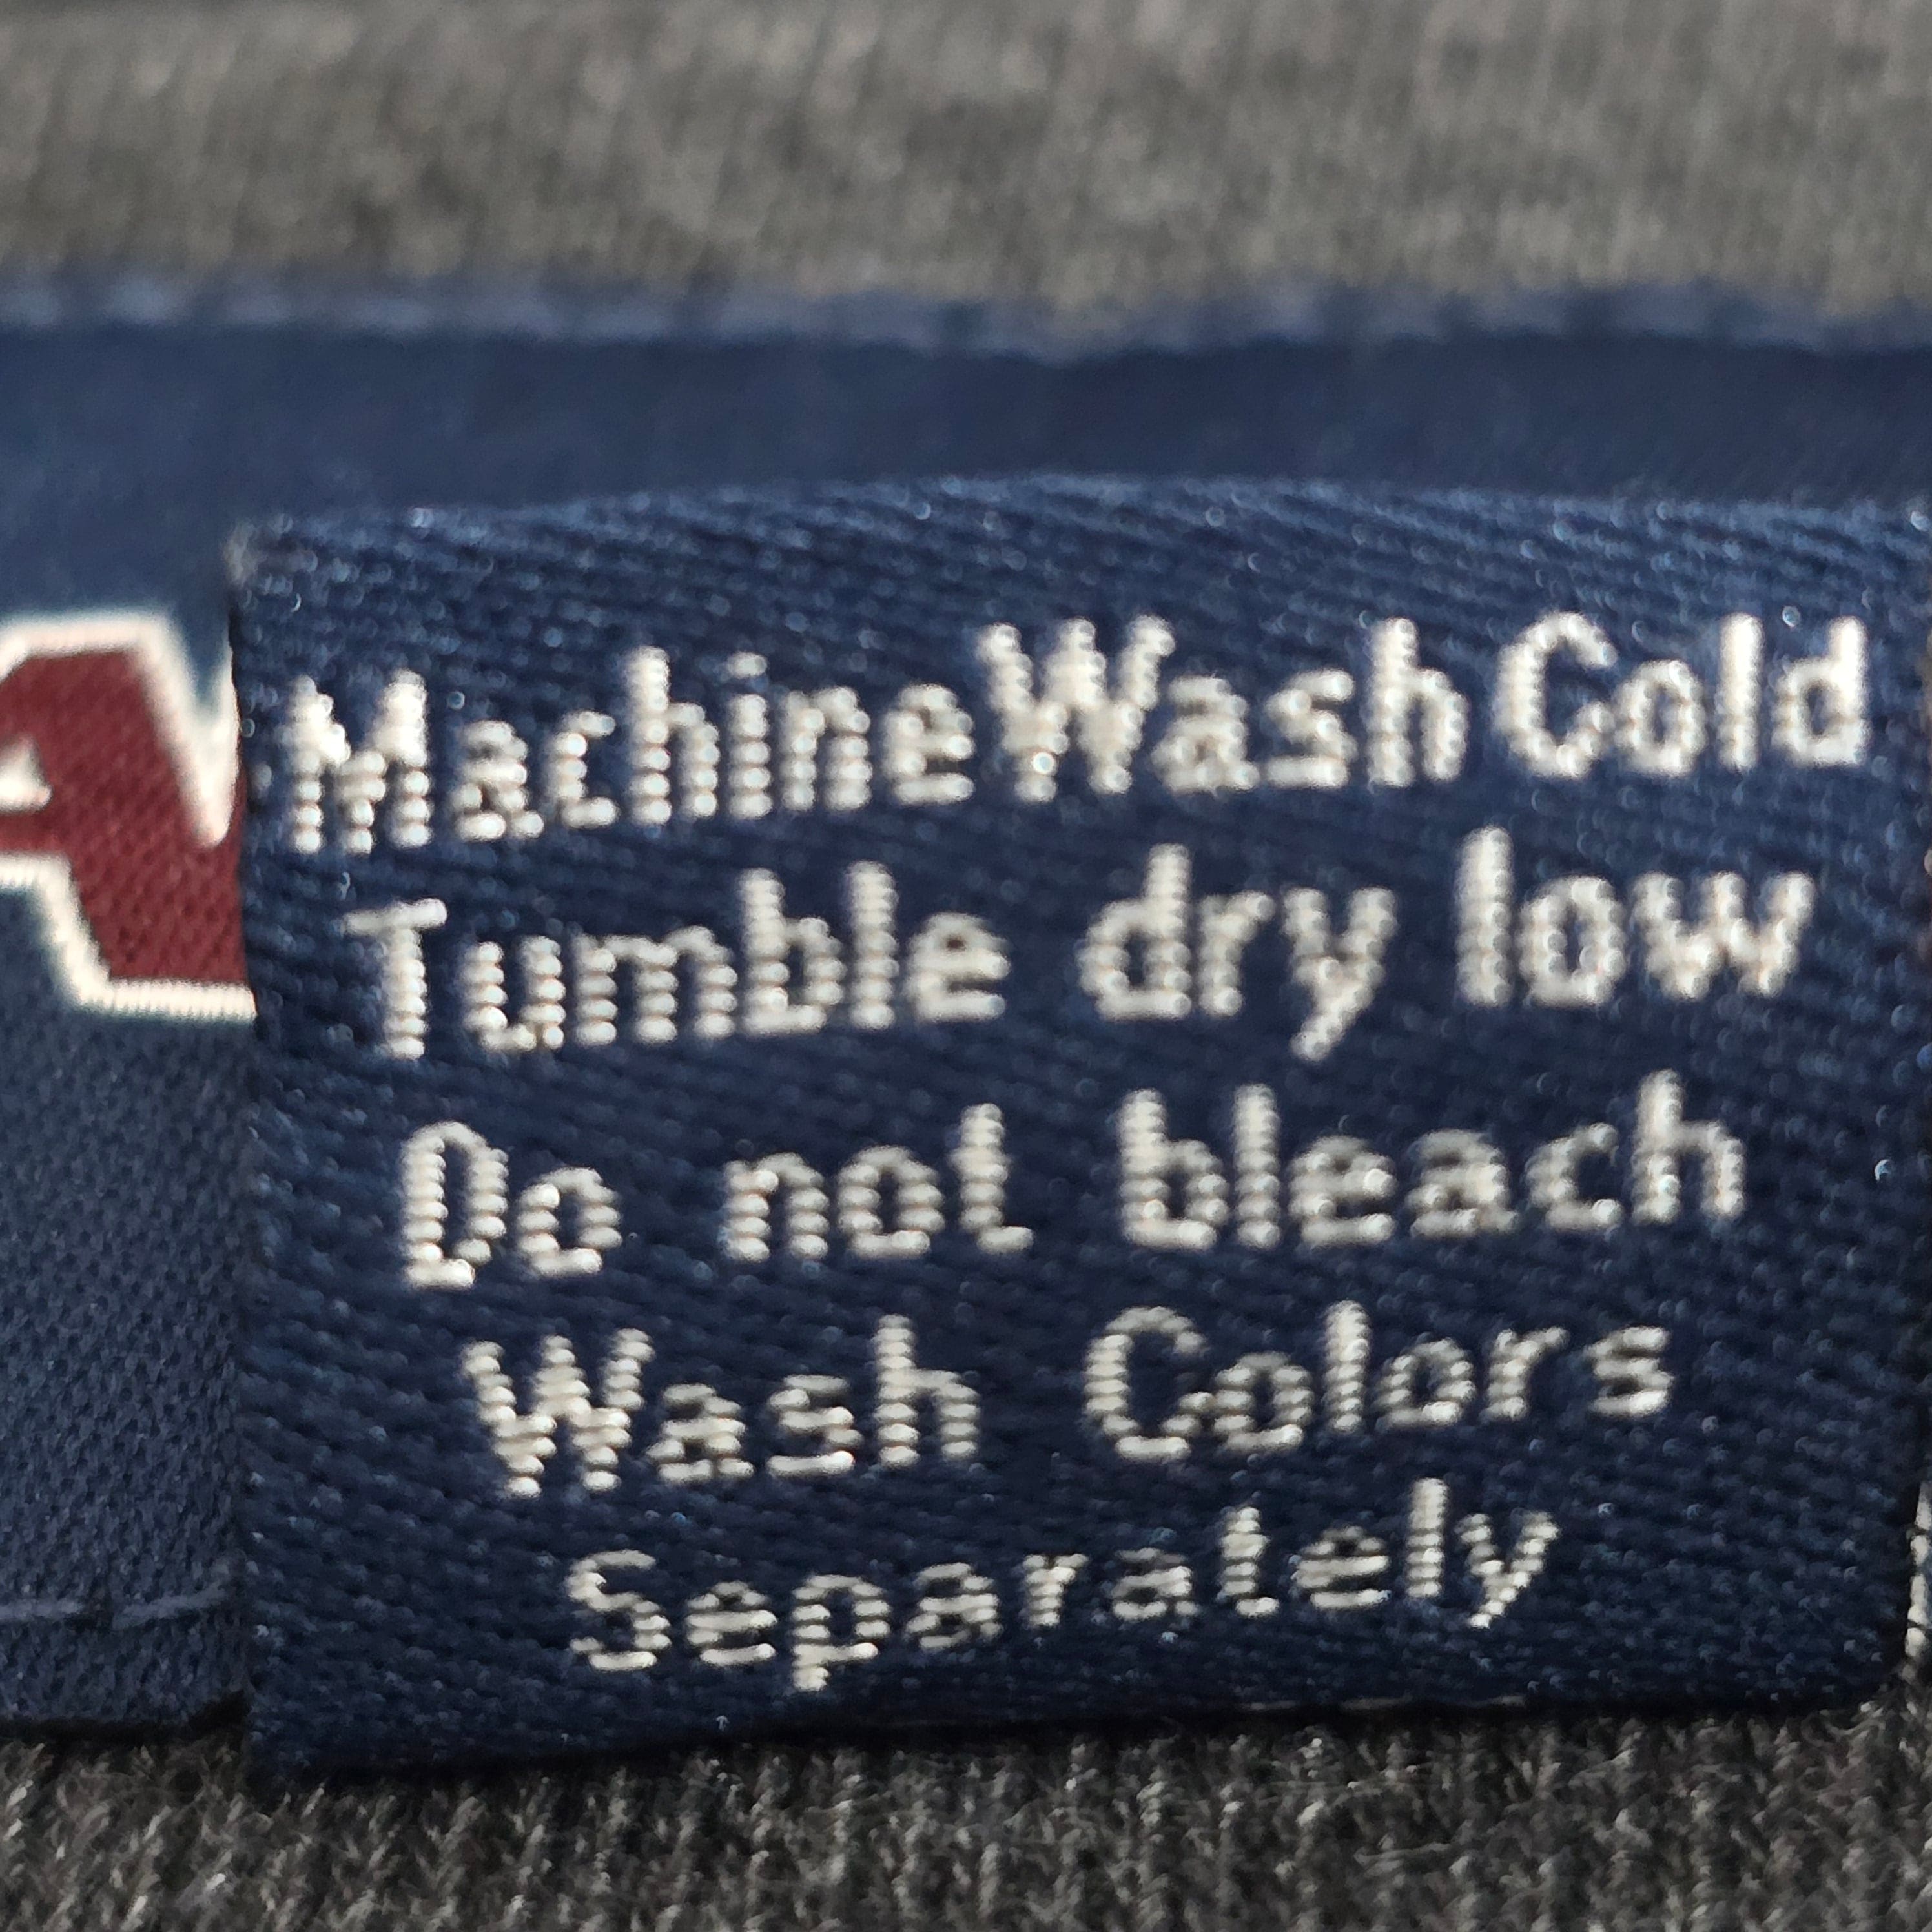 Machine Wash Cold
Tumble dry low
Do not bleach
Wash Colors
Separately